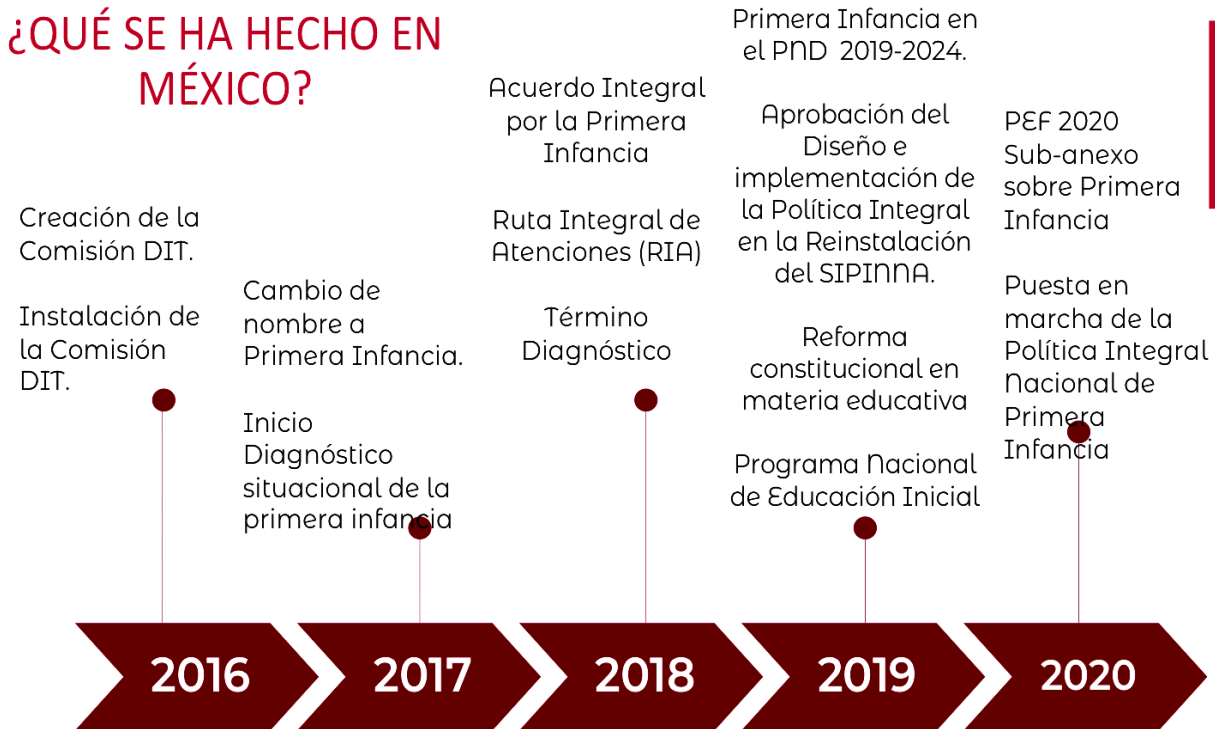 ¿QUÉ SE HA HECHO EN
MÉXICO?
Creación de la
Comisión DIT.
Instalación de
la Comisión
DIT.
Cambio de
nombre a
Primera Infancia.
Inicio
Diagnóstico
situacional de la
primera infancia
Acuerdo Integral
por la Primera
Infancia
Ruta Integral de
Atenciones (RIA)
Término
Diagnóstico
Primera Infancia en
el PND 2019-2024.
Aprobación del
Diseño e
implementación de
la Política Integral
en la Reinstalación
del SIPINNA.
Reforma
constitucional en
materia educativa
Programa Nacional
de Educación Inicial
PEF 2020
Sub-anexo
sobre Primera
Infancia
Puesta en
marcha de la
Política Integral
Nacional de
Primera
Infancia
2016
2017
2018
2019
2020